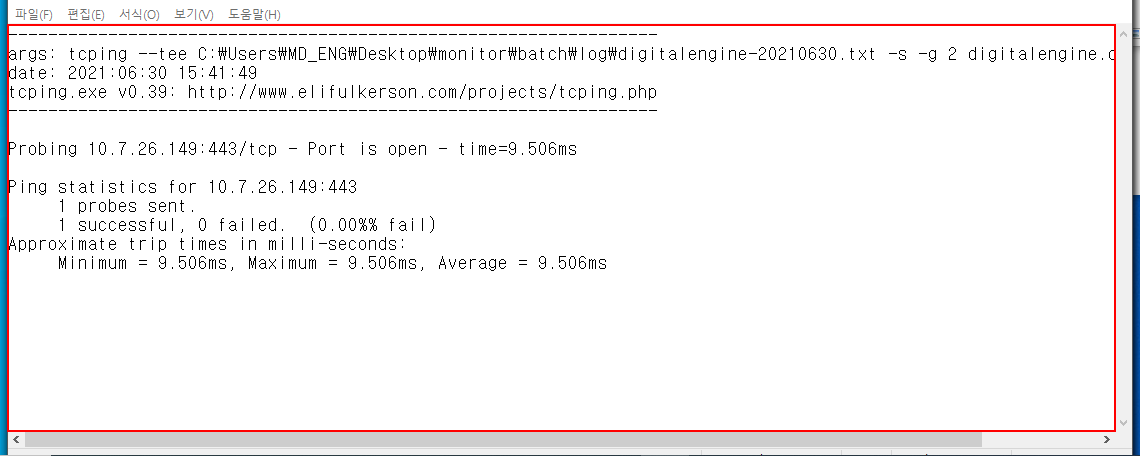 파일(F) 편집(E) 서식(O) 보기(V) 도움말(H)
-----------------------------------------------------------------
args: tcping --tee C:₩Users₩MD_ENG₩Desktop₩monitor₩batch₩log₩digitalengine-20210630.txt -s -g 2 digitalengine.c
date: 2021:06:30 15:41:49
tcping.exe v0.39: http://www.elifulkerson.com/projects/tcping.php
-----------------------------------------------------------------
Probing 10.7.26.149:443/tcp - Port is open - time=9.506ms
Ping statistics for 10.7.26.149:443
1 probes sent.
1 successful, 0 failed.  (0.00%% fail)
Approximate trip times in milli-seconds:
Minimum = 9.506ms, Maximum = 9.506ms, Average = 9.506ms